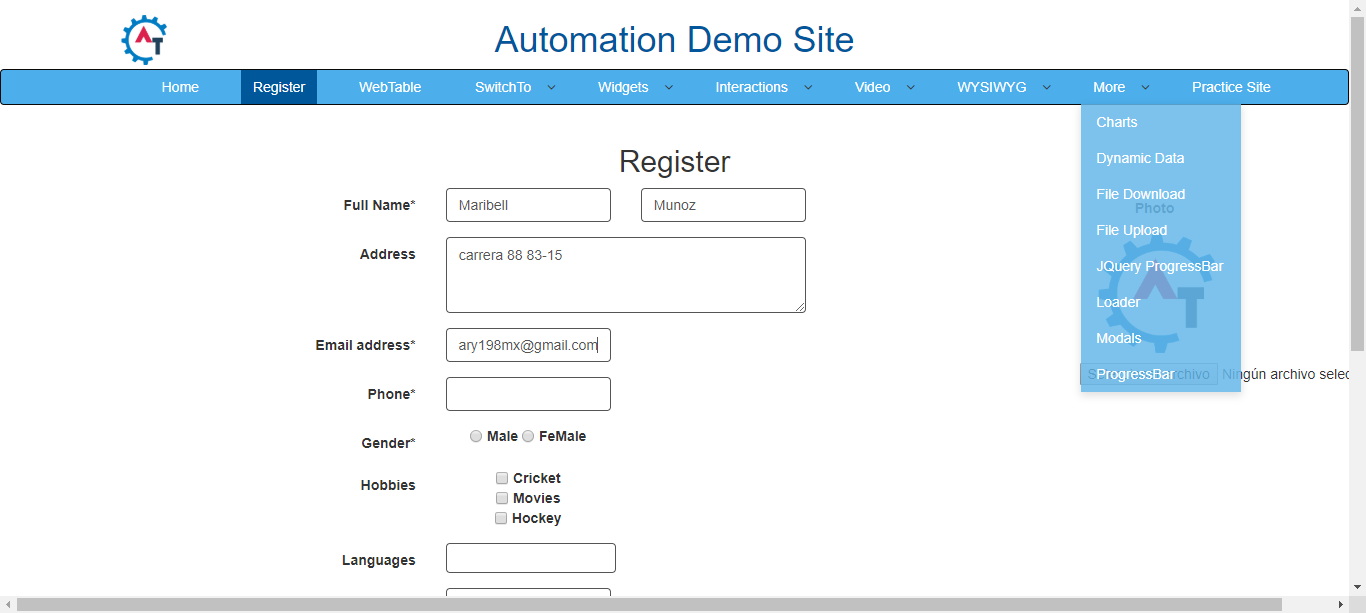 AT
Automation Demo Site
Home Register WebTable SwitchTo Widgets Interactions Video WYSIWYG More Practice Site
Charts
Dynamic Data
File Download
File Upload
JQuery ProgressBar
Loader
Modals
ProgressBar
Register
Full Name* Maribell Munoz
Photo
Address carrera 88 83-15
Email address* ary198mx@gmail.com
archivo Ningún archivo selec
Phone*
Gender* Male FeMale
Hobbies Cricket
Movies
Hockey
Languages